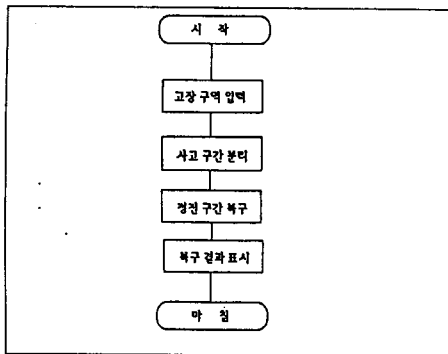 시 작
고장 구역 입력
사고 구간 분리
정전 구간 복구
복구 결과 표시
마 침